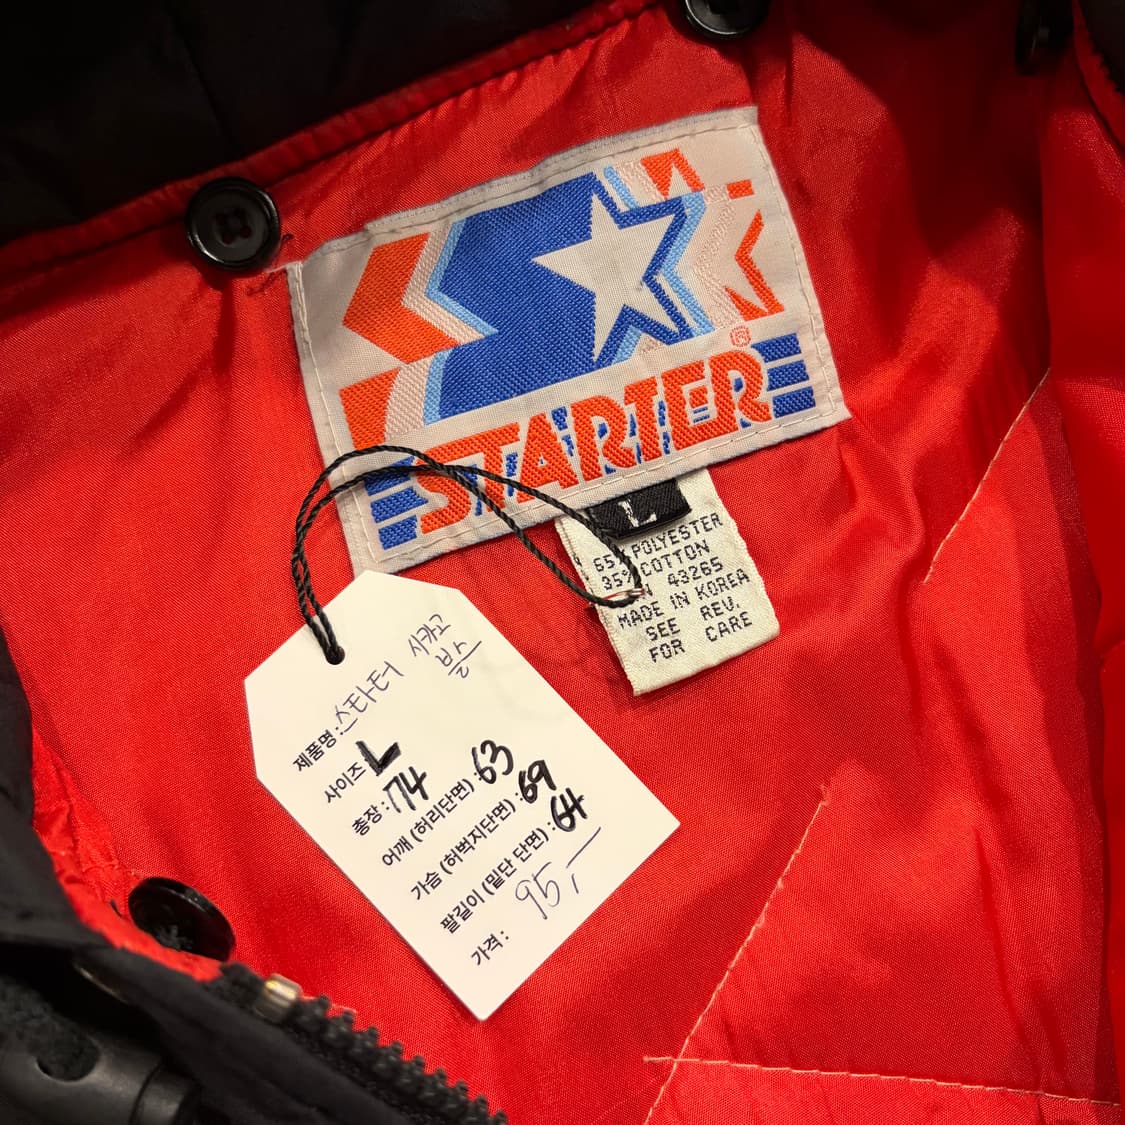 STARTER®
L
65% POLYESTER
35% COTTON
43265
MADE IN KOREA
SEE REV.
FOR CARE
제품명 : 스타터 시카고
불스
사이즈 L
총장 : 74
어깨 (허리단면) : 63
가슴 (허벅지단면) : 69
팔길이 (밑단 단면) : 64
가격 : 95,-